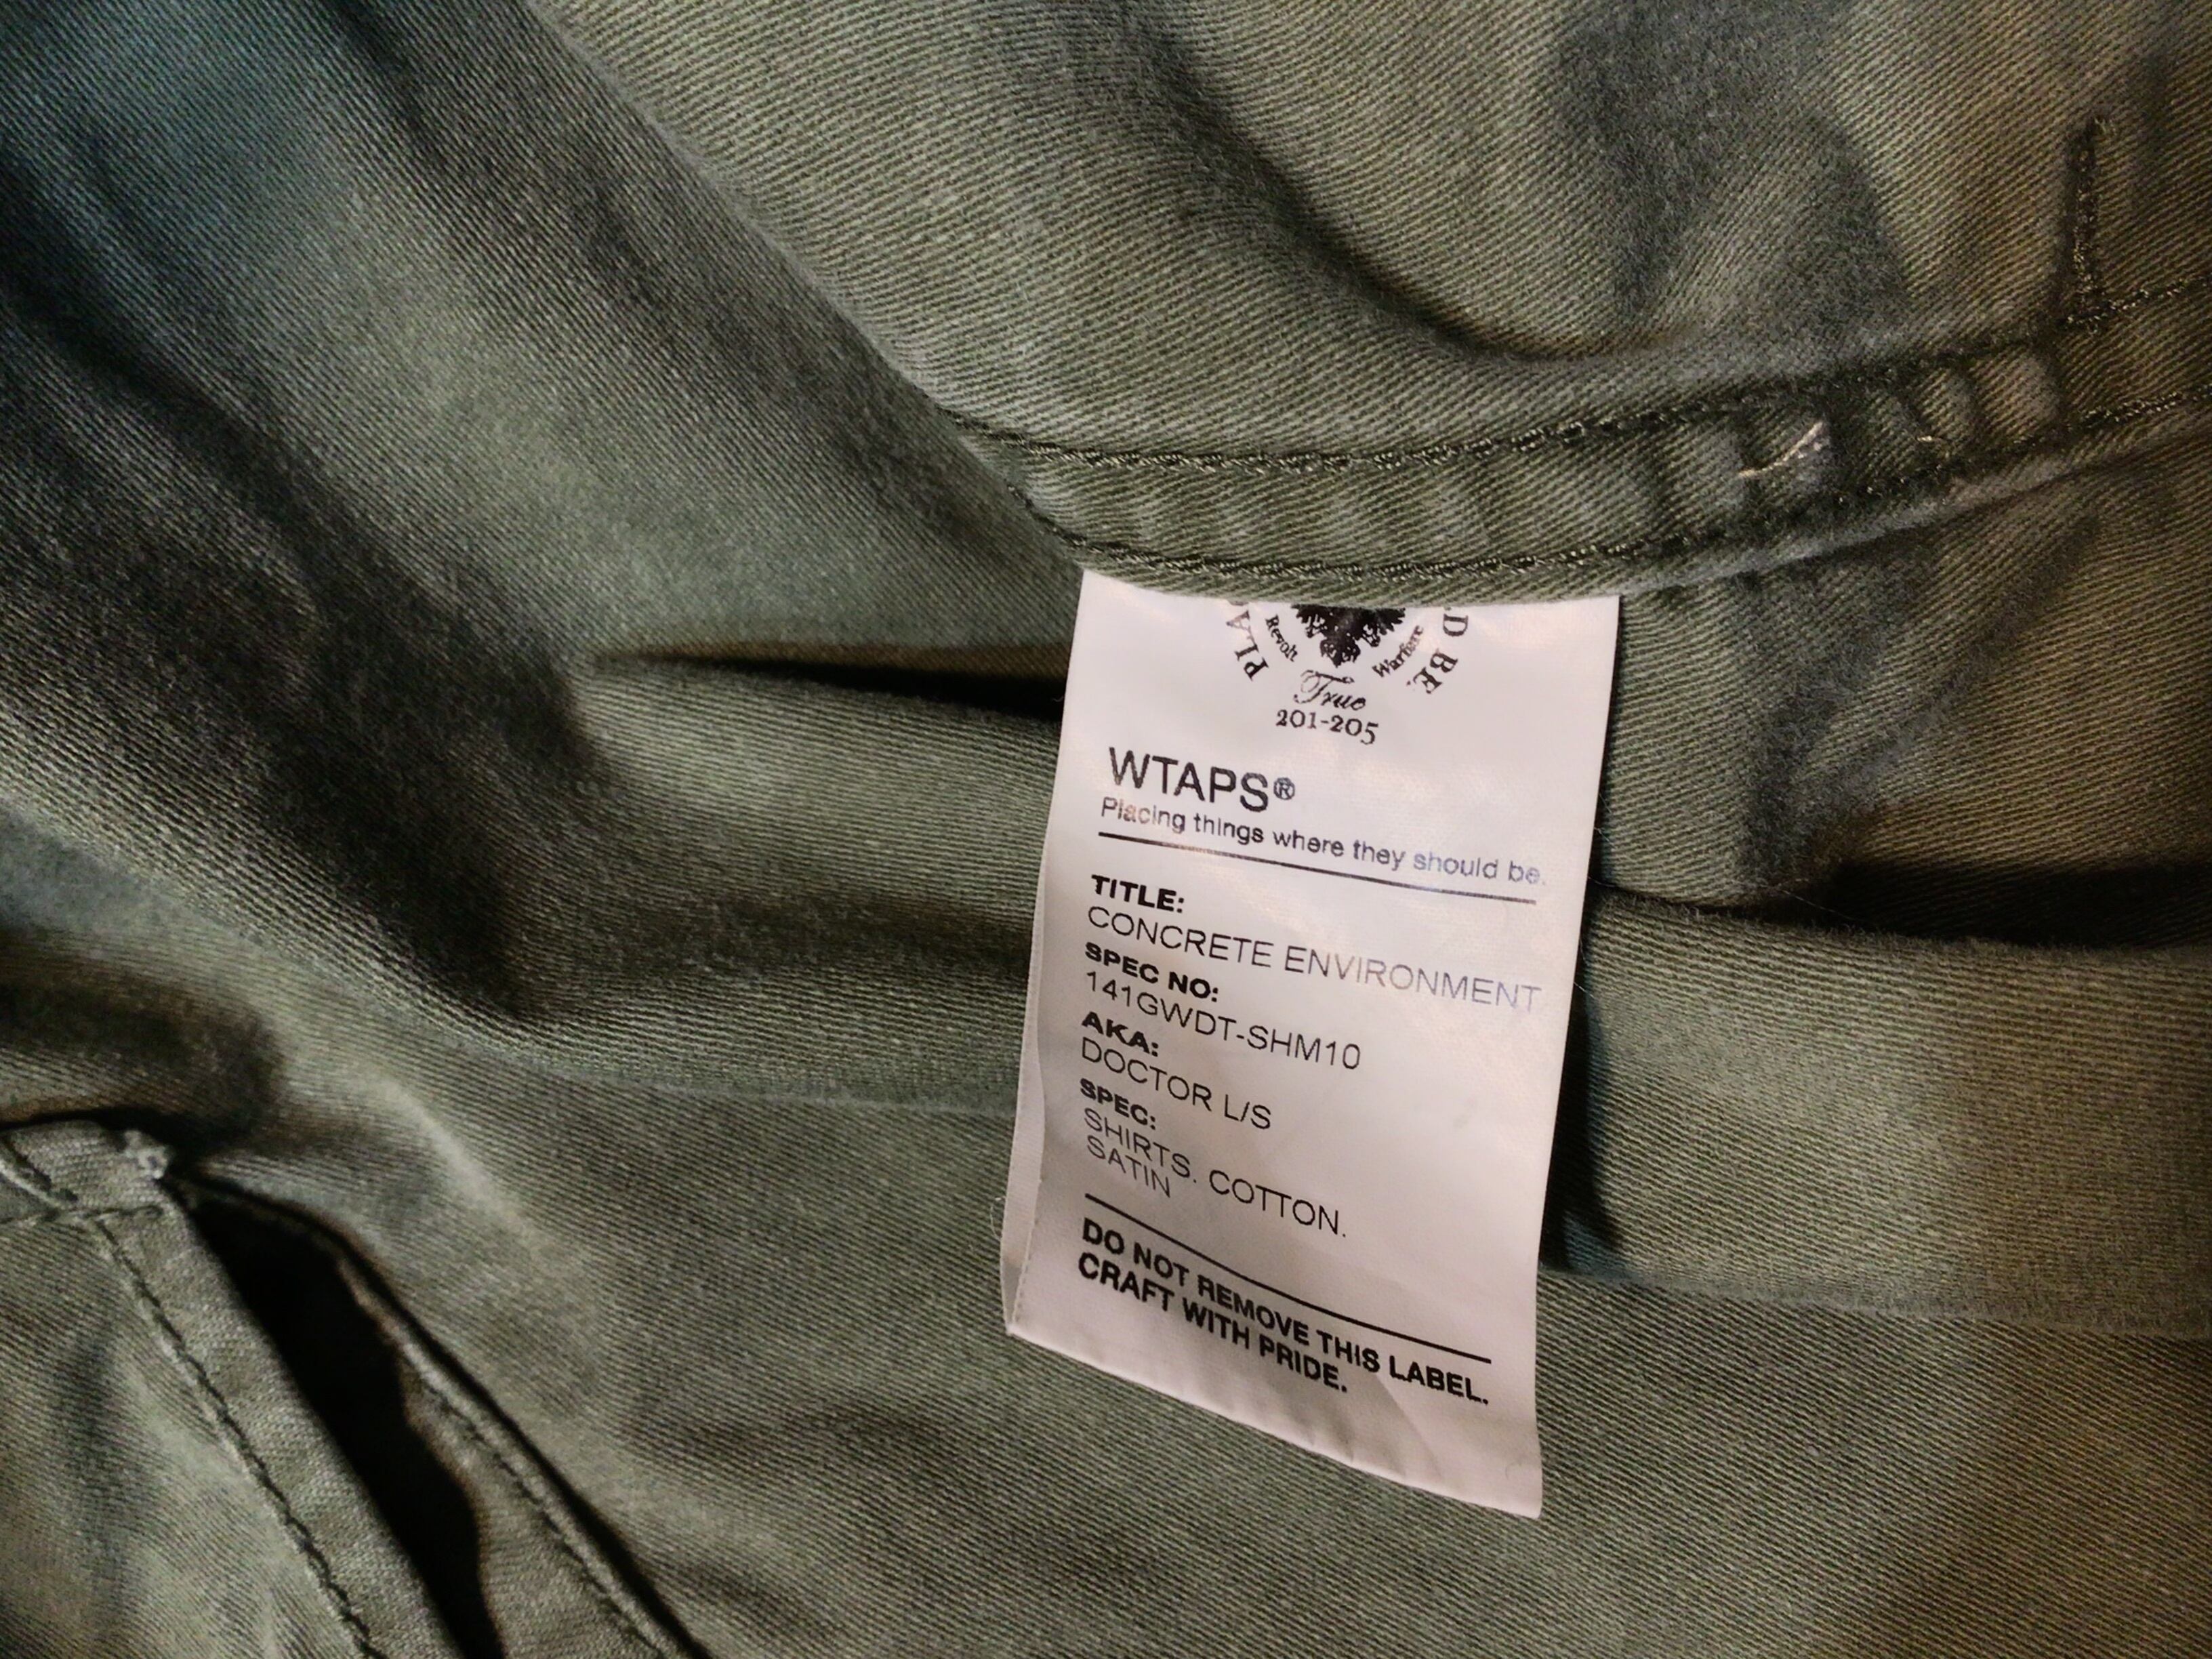 Revolt
Warfare
True
201-205
WTAPS®
Placing things where they should be.
TITLE:
CONCRETE ENVIRONMENT
SPEC NO:
141GWDT-SHM10
AKA:
DOCTOR L/S
SPEC:
SHIRTS. COTTON.
SATIN
DO NOT REMOVE THIS LABEL.
CRAFT WITH PRIDE.